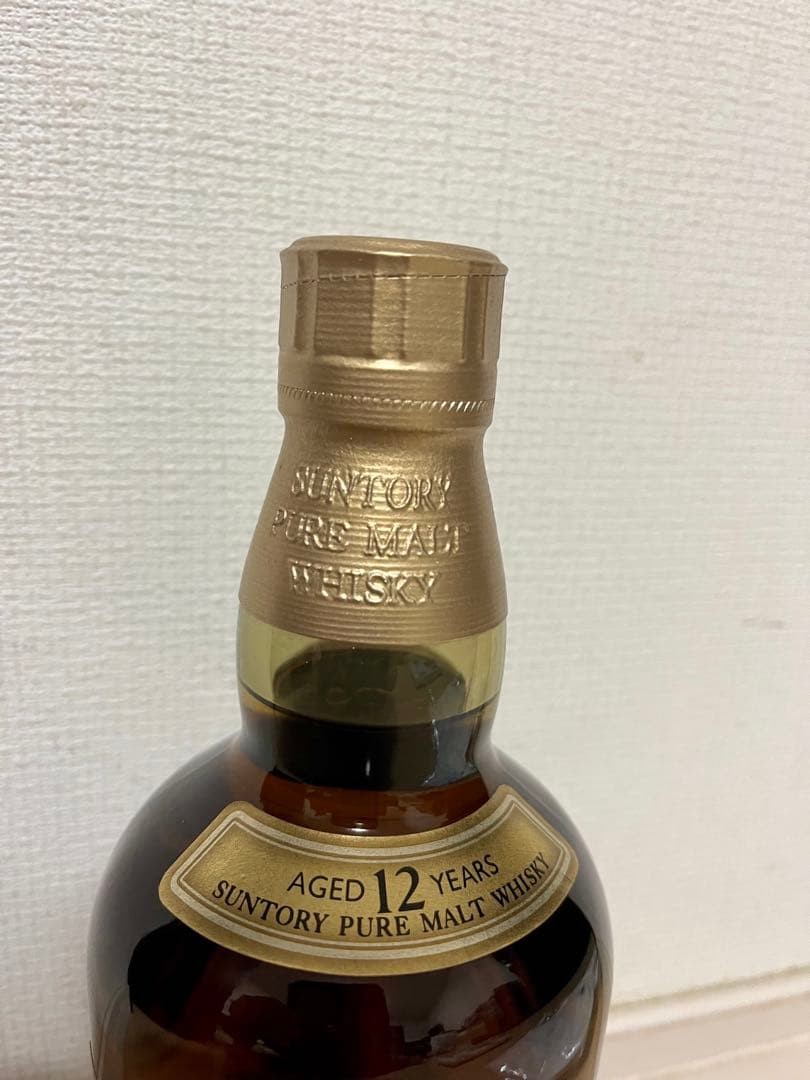 SUNTORY
PURE MALT
WHISKY
AGED 12 YEARS
SUNTORY PURE MALT WHISKY